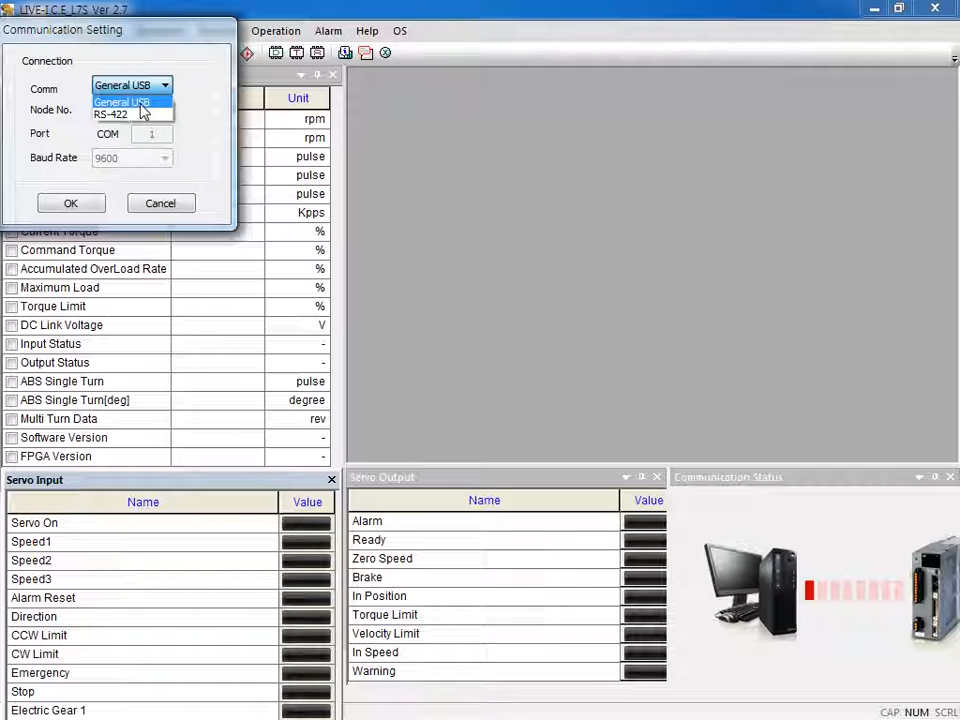 LIVE-I.C.E_L7S Ver 2.7
Communication Setting
Operation Alarm Help OS
Connection
Comm General USB
General USB
RS-422
Node No.
Port COM 1
Baud Rate 9600
OK Cancel
Unit
rpm
rpm
pulse
pulse
pulse
Kpps
Current Torque %
Command Torque %
Accumulated OverLoad Rate %
Maximum Load %
Torque Limit %
DC Link Voltage V
Input Status -
Output Status -
ABS Single Turn pulse
ABS Single Turn[deg] degree
Multi Turn Data rev
Software Version -
FPGA Version -
Servo Input
Name Value
Servo On
Speed1
Speed2
Speed3
Alarm Reset
Direction
CCW Limit
CW Limit
Emergency
Stop
Electric Gear 1
Servo Output
Name Value
Alarm
Ready
Zero Speed
Brake
In Position
Torque Limit
Velocity Limit
In Speed
Warning
Communication Status
CAP NUM SCRL